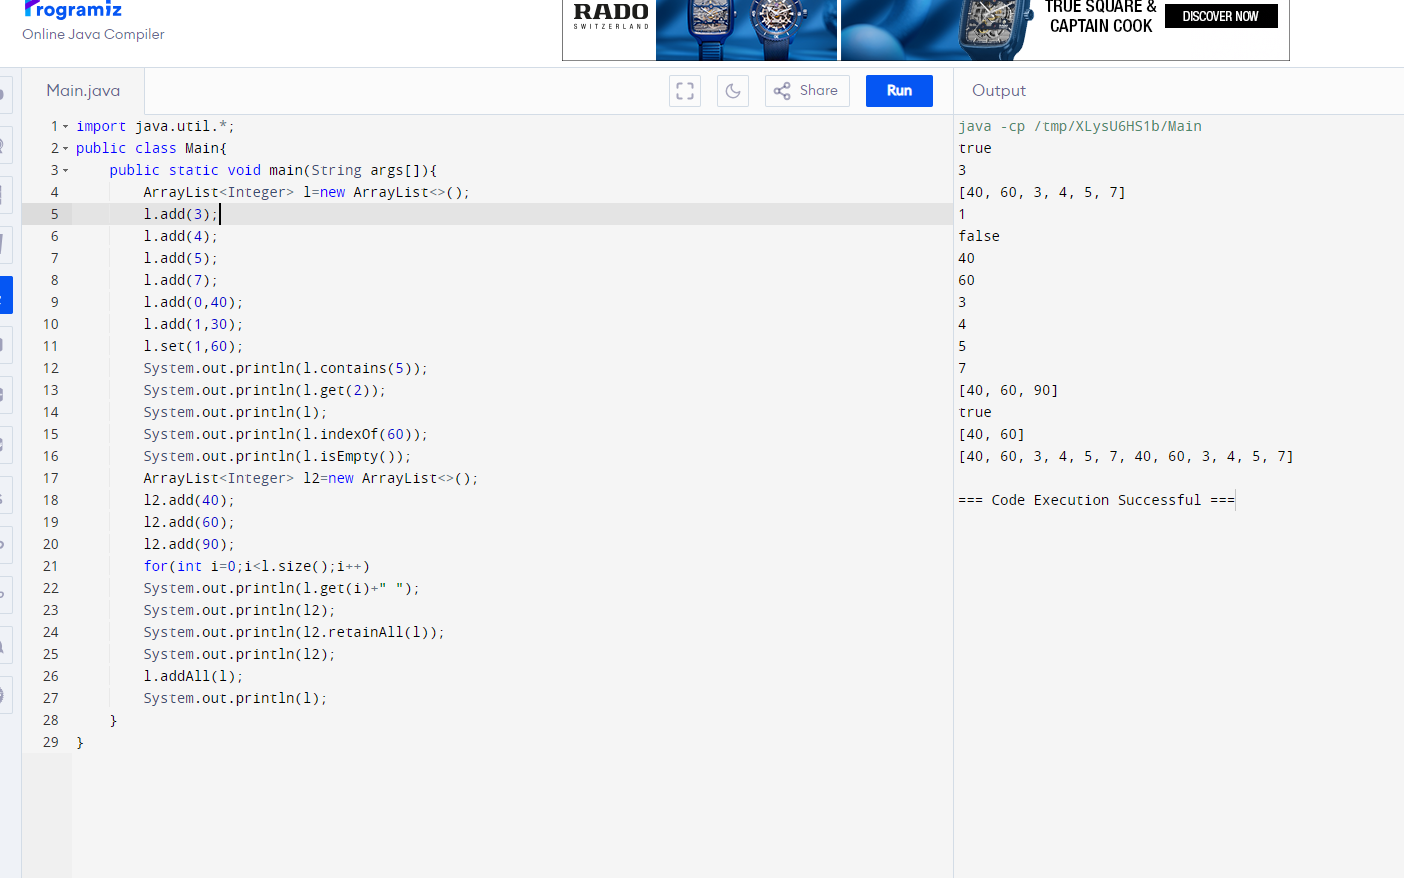 Programiz
Online Java Compiler
RADO
SWITZERLAND
TRUE SQUARE &
CAPTAIN COOK
DISCOVER NOW
Main.java
Share
Run
Output
1 import java.util.*;
2 public class Main{
3 public static void main(String args[]){
4 ArrayList<Integer> l=new ArrayList<>();
5 l.add(3);
6 l.add(4);
7 l.add(5);
8 l.add(7);
9 l.add(0,40);
10 l.add(1,30);
11 l.set(1,60);
12 System.out.println(l.contains(5));
13 System.out.println(l.get(2));
14 System.out.println(l);
15 System.out.println(l.indexOf(60));
16 System.out.println(l.isEmpty());
17 ArrayList<Integer> l2=new ArrayList<>();
18 l2.add(40);
19 l2.add(60);
20 l2.add(90);
21 for(int i=0;i<l.size();i++)
22 System.out.println(l.get(i)+" ");
23 System.out.println(l2);
24 System.out.println(l2.retainAll(l));
25 System.out.println(l2);
26 l.addAll(l);
27 System.out.println(l);
28 }
29 }
java -cp /tmp/XLysU6HS1b/Main
true
3
[40, 60, 3, 4, 5, 7]
1
false
40
60
3
4
5
7
[40, 60, 90]
true
[40, 60]
[40, 60, 3, 4, 5, 7, 40, 60, 3, 4, 5, 7]
=== Code Execution Successful ===